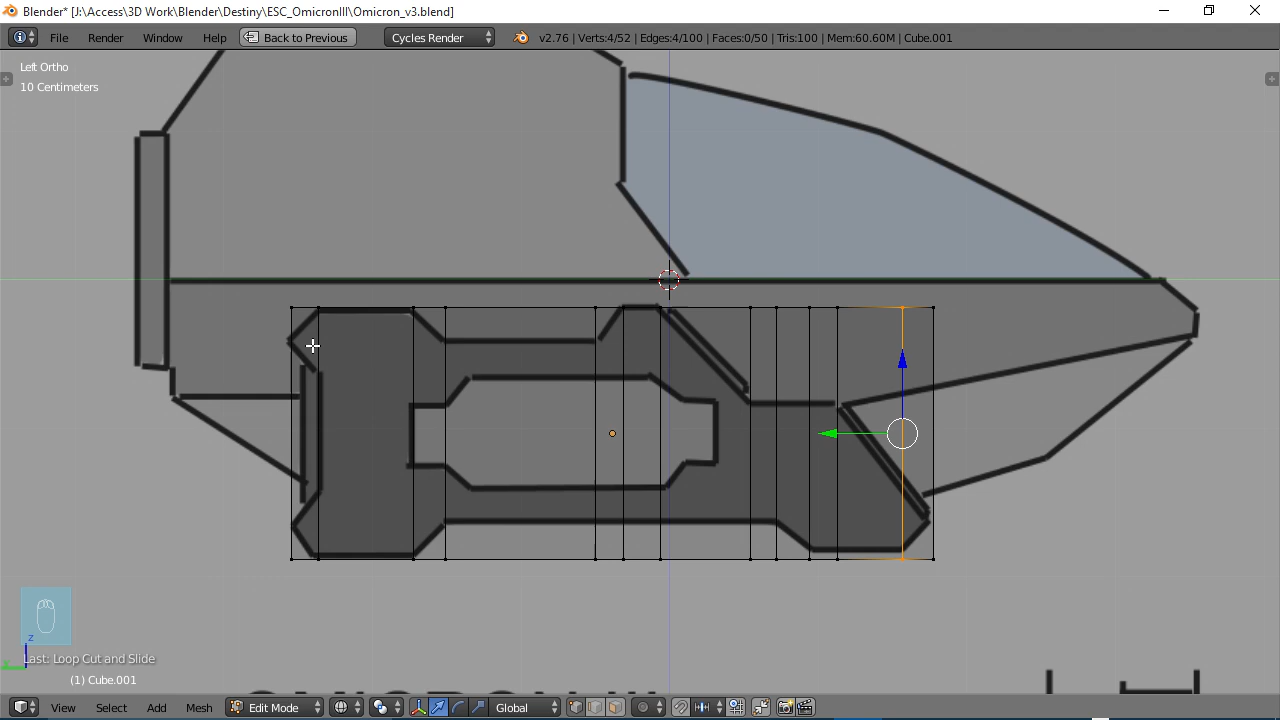 Blender* [J:\Access\3D Work\Blender\Destiny\ESC_OmicronIII\Omicron_v3.blend]
File Render Window Help Back to Previous Cycles Render v2.76 | Verts:4/52 | Edges:4/100 | Faces:0/50 | Tris:100 | Mem:60.60M | Cube.001
Left Ortho
10 Centimeters
z
Last: Loop Cut and Slide
(1) Cube.001
View Select Add Mesh Edit Mode Global